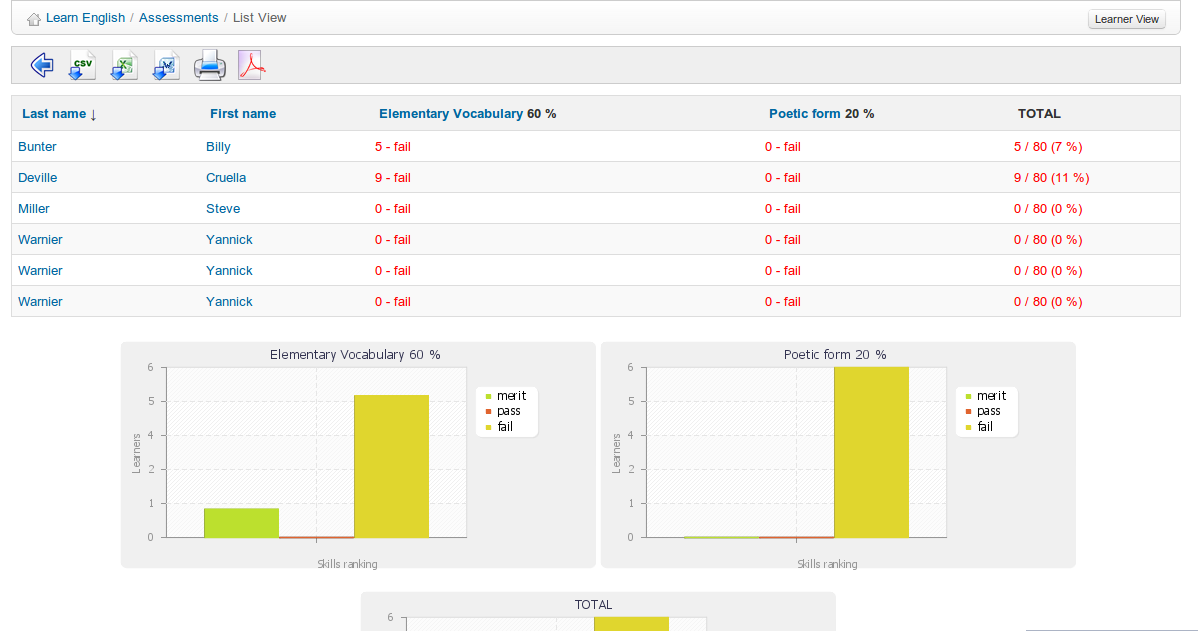 Learn English / Assessments / List View
Learner View
CSV
X
W
Last name ↓ First name Elementary Vocabulary 60 % Poetic form 20 % TOTAL
Bunter Billy 5 - fail 0 - fail 5 / 80 (7 %)
Deville Cruella 9 - fail 0 - fail 9 / 80 (11 %)
Miller Steve 0 - fail 0 - fail 0 / 80 (0 %)
Warnier Yannick 0 - fail 0 - fail 0 / 80 (0 %)
Warnier Yannick 0 - fail 0 - fail 0 / 80 (0 %)
Warnier Yannick 0 - fail 0 - fail 0 / 80 (0 %)
Elementary Vocabulary 60 %
6
5
4
2
1
0
Learners
Skills ranking
merit
pass
fail
Poetic form 20 %
6
5
4
2
1
0
Learners
Skills ranking
merit
pass
fail
TOTAL
6